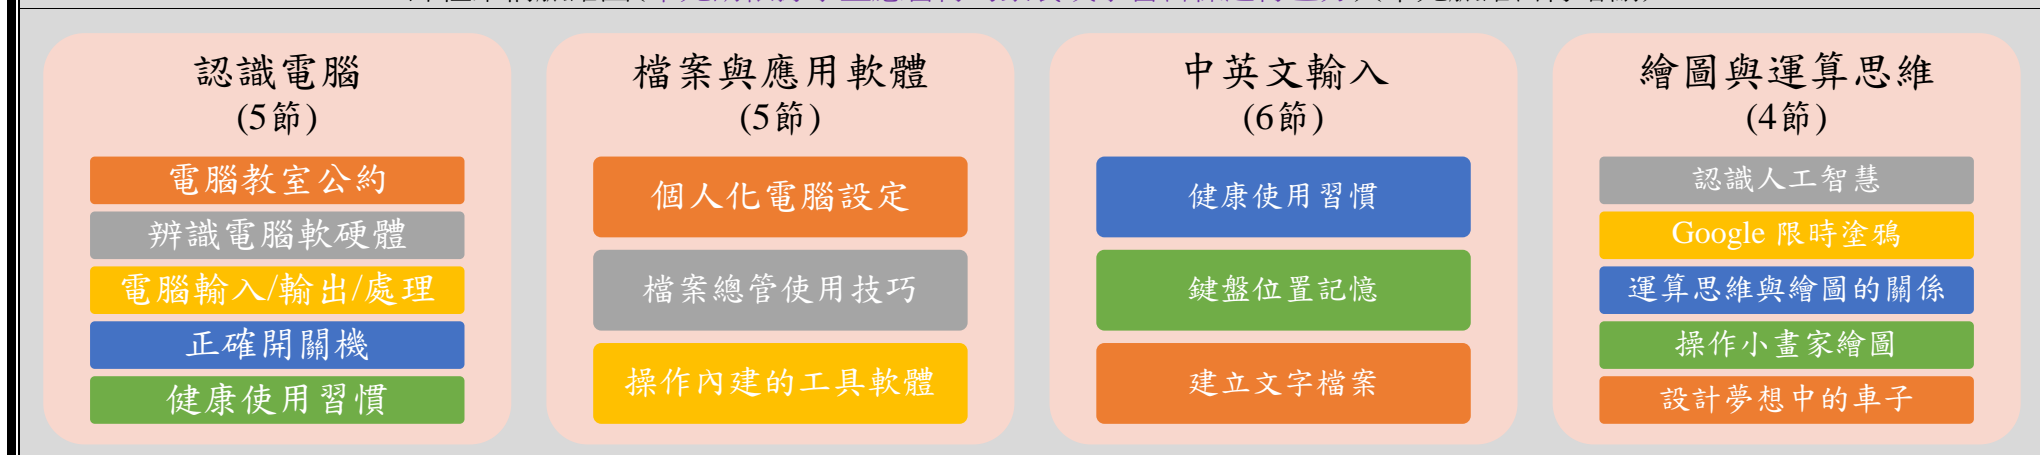 認識電腦
(5節)
電腦教室公約
辨識電腦軟硬體
電腦輸入/輸出/處理
正確開關機
健康使用習慣
檔案與應用軟體
(5節)
個人化電腦設定
檔案總管使用技巧
操作內建的工具軟體
中英文輸入
(6節)
健康使用習慣
鍵盤位置記憶
建立文字檔案
繪圖與運算思維
(4節)
認識人工智慧
Google 限時塗鴉
運算思維與繪圖的關係
操作小畫家繪圖
設計夢想中的車子